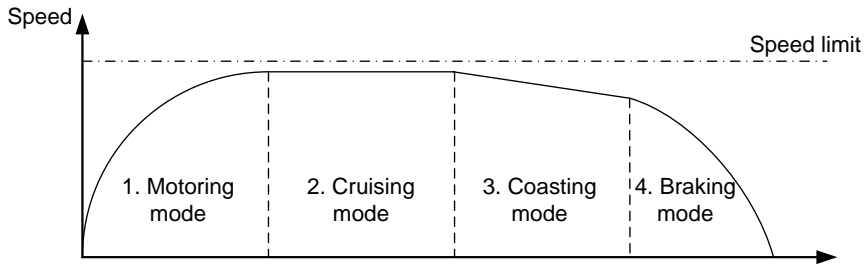 Speed
Speed limit
1. Motoring
mode
2. Cruising
mode
3. Coasting
mode
4. Braking
mode